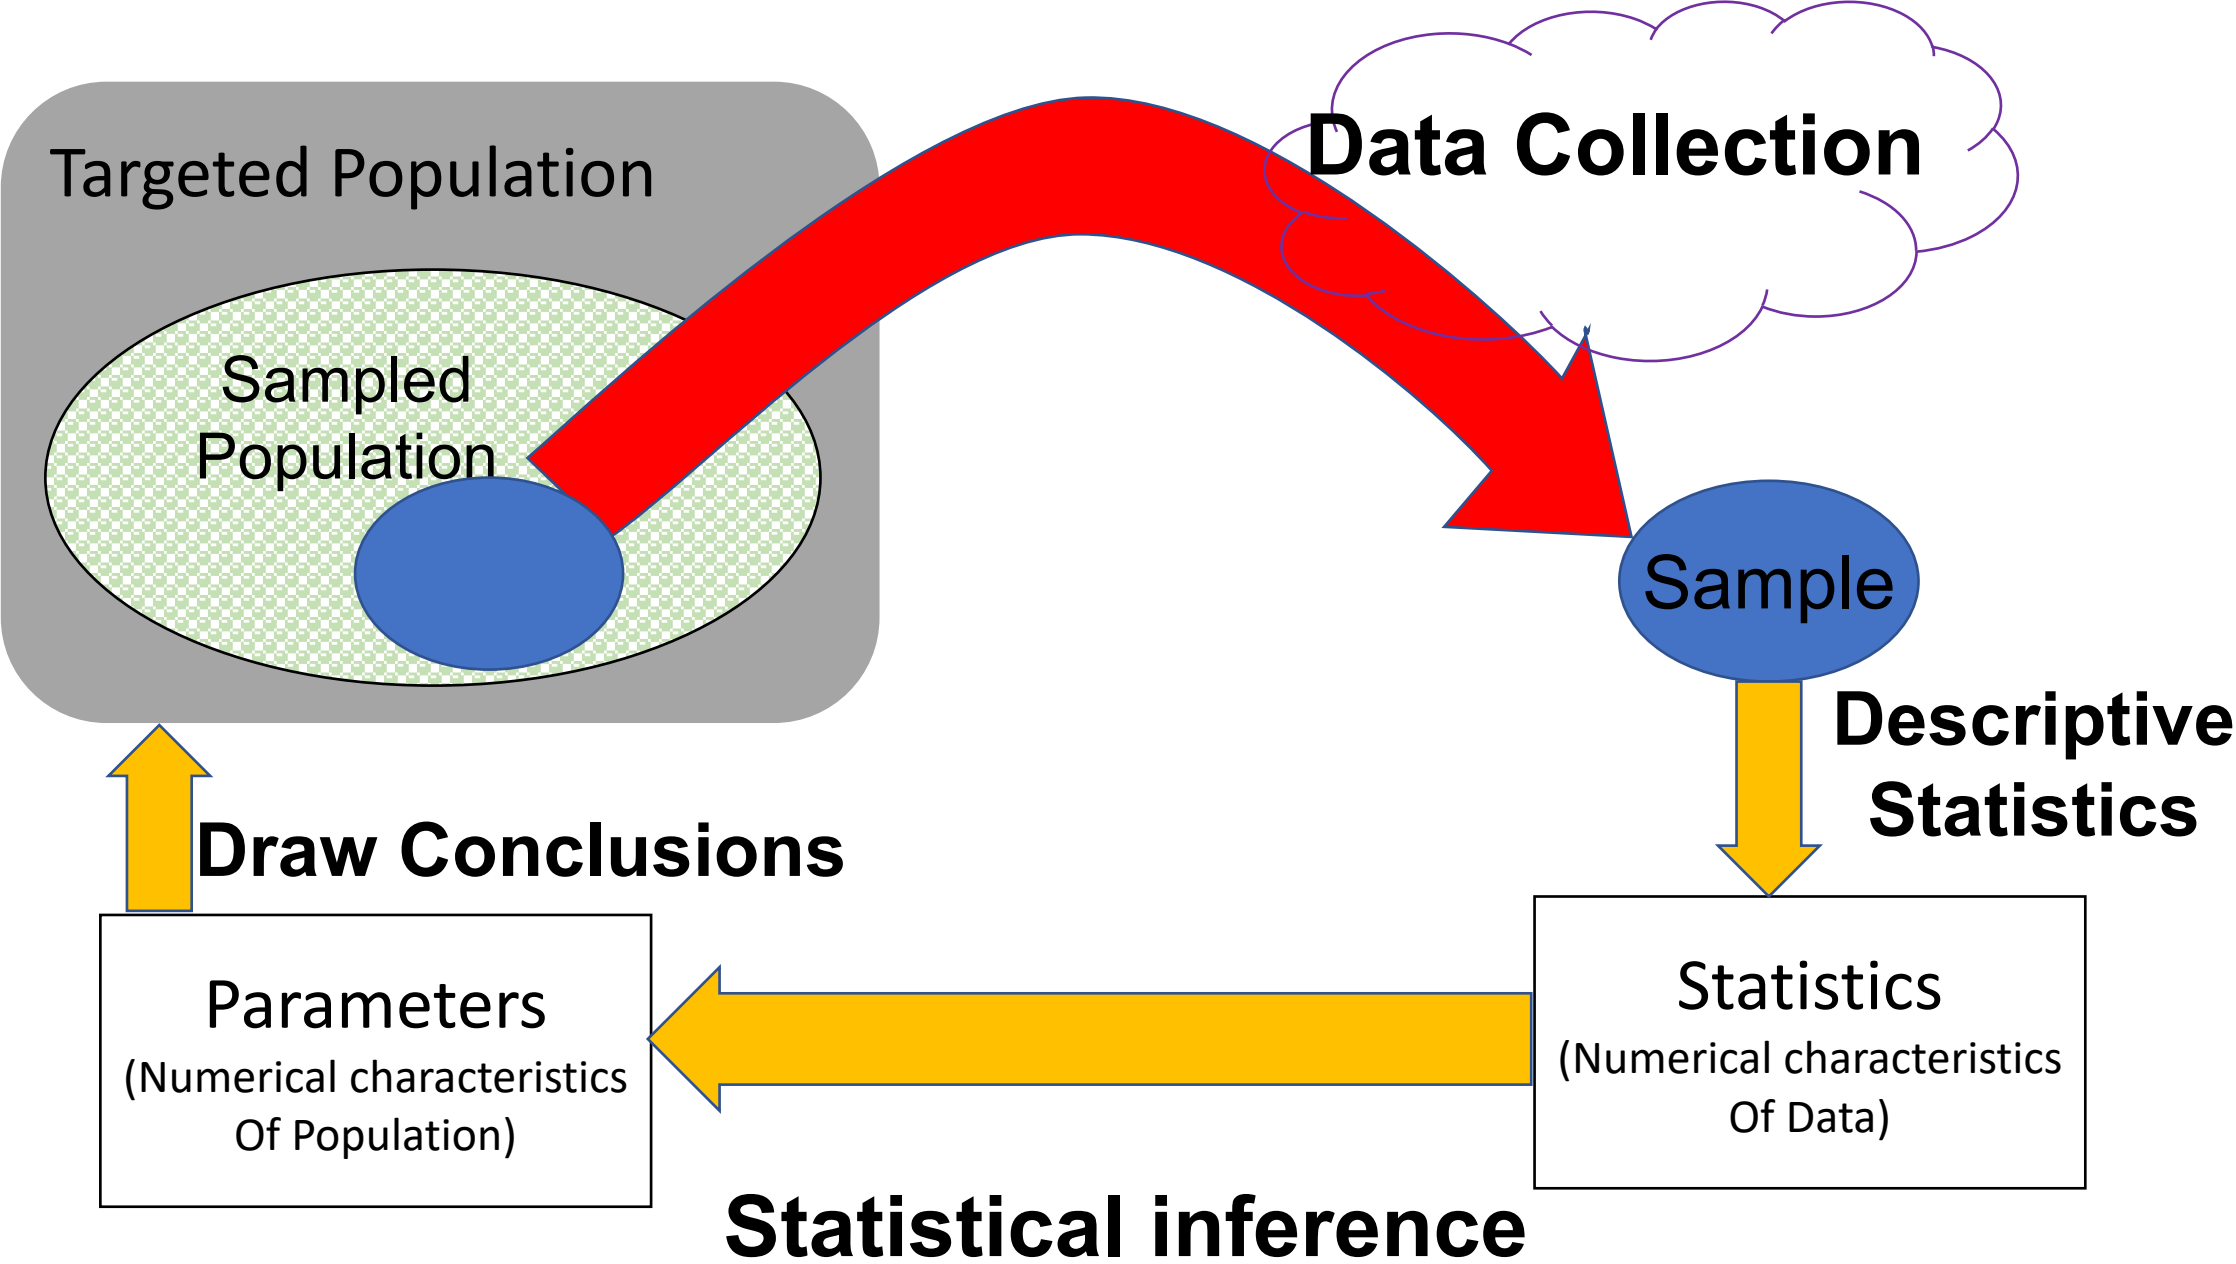 Data Collection
Targeted Population
Sampled
Population
Sample
Descriptive
Statistics
Draw Conclusions
Parameters
(Numerical characteristics
Of Population)
Statistics
(Numerical characteristics
Of Data)
Statistical inference